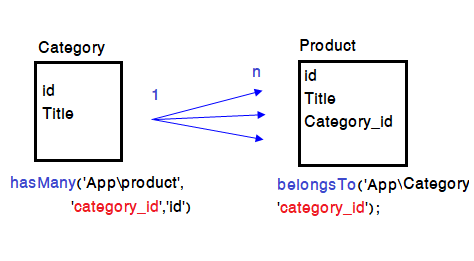 Category
id
Title
hasMany('App\product',
'category_id','id')
1
n
Product
id
Title
Category_id
belongsTo('App\Category
'category_id');